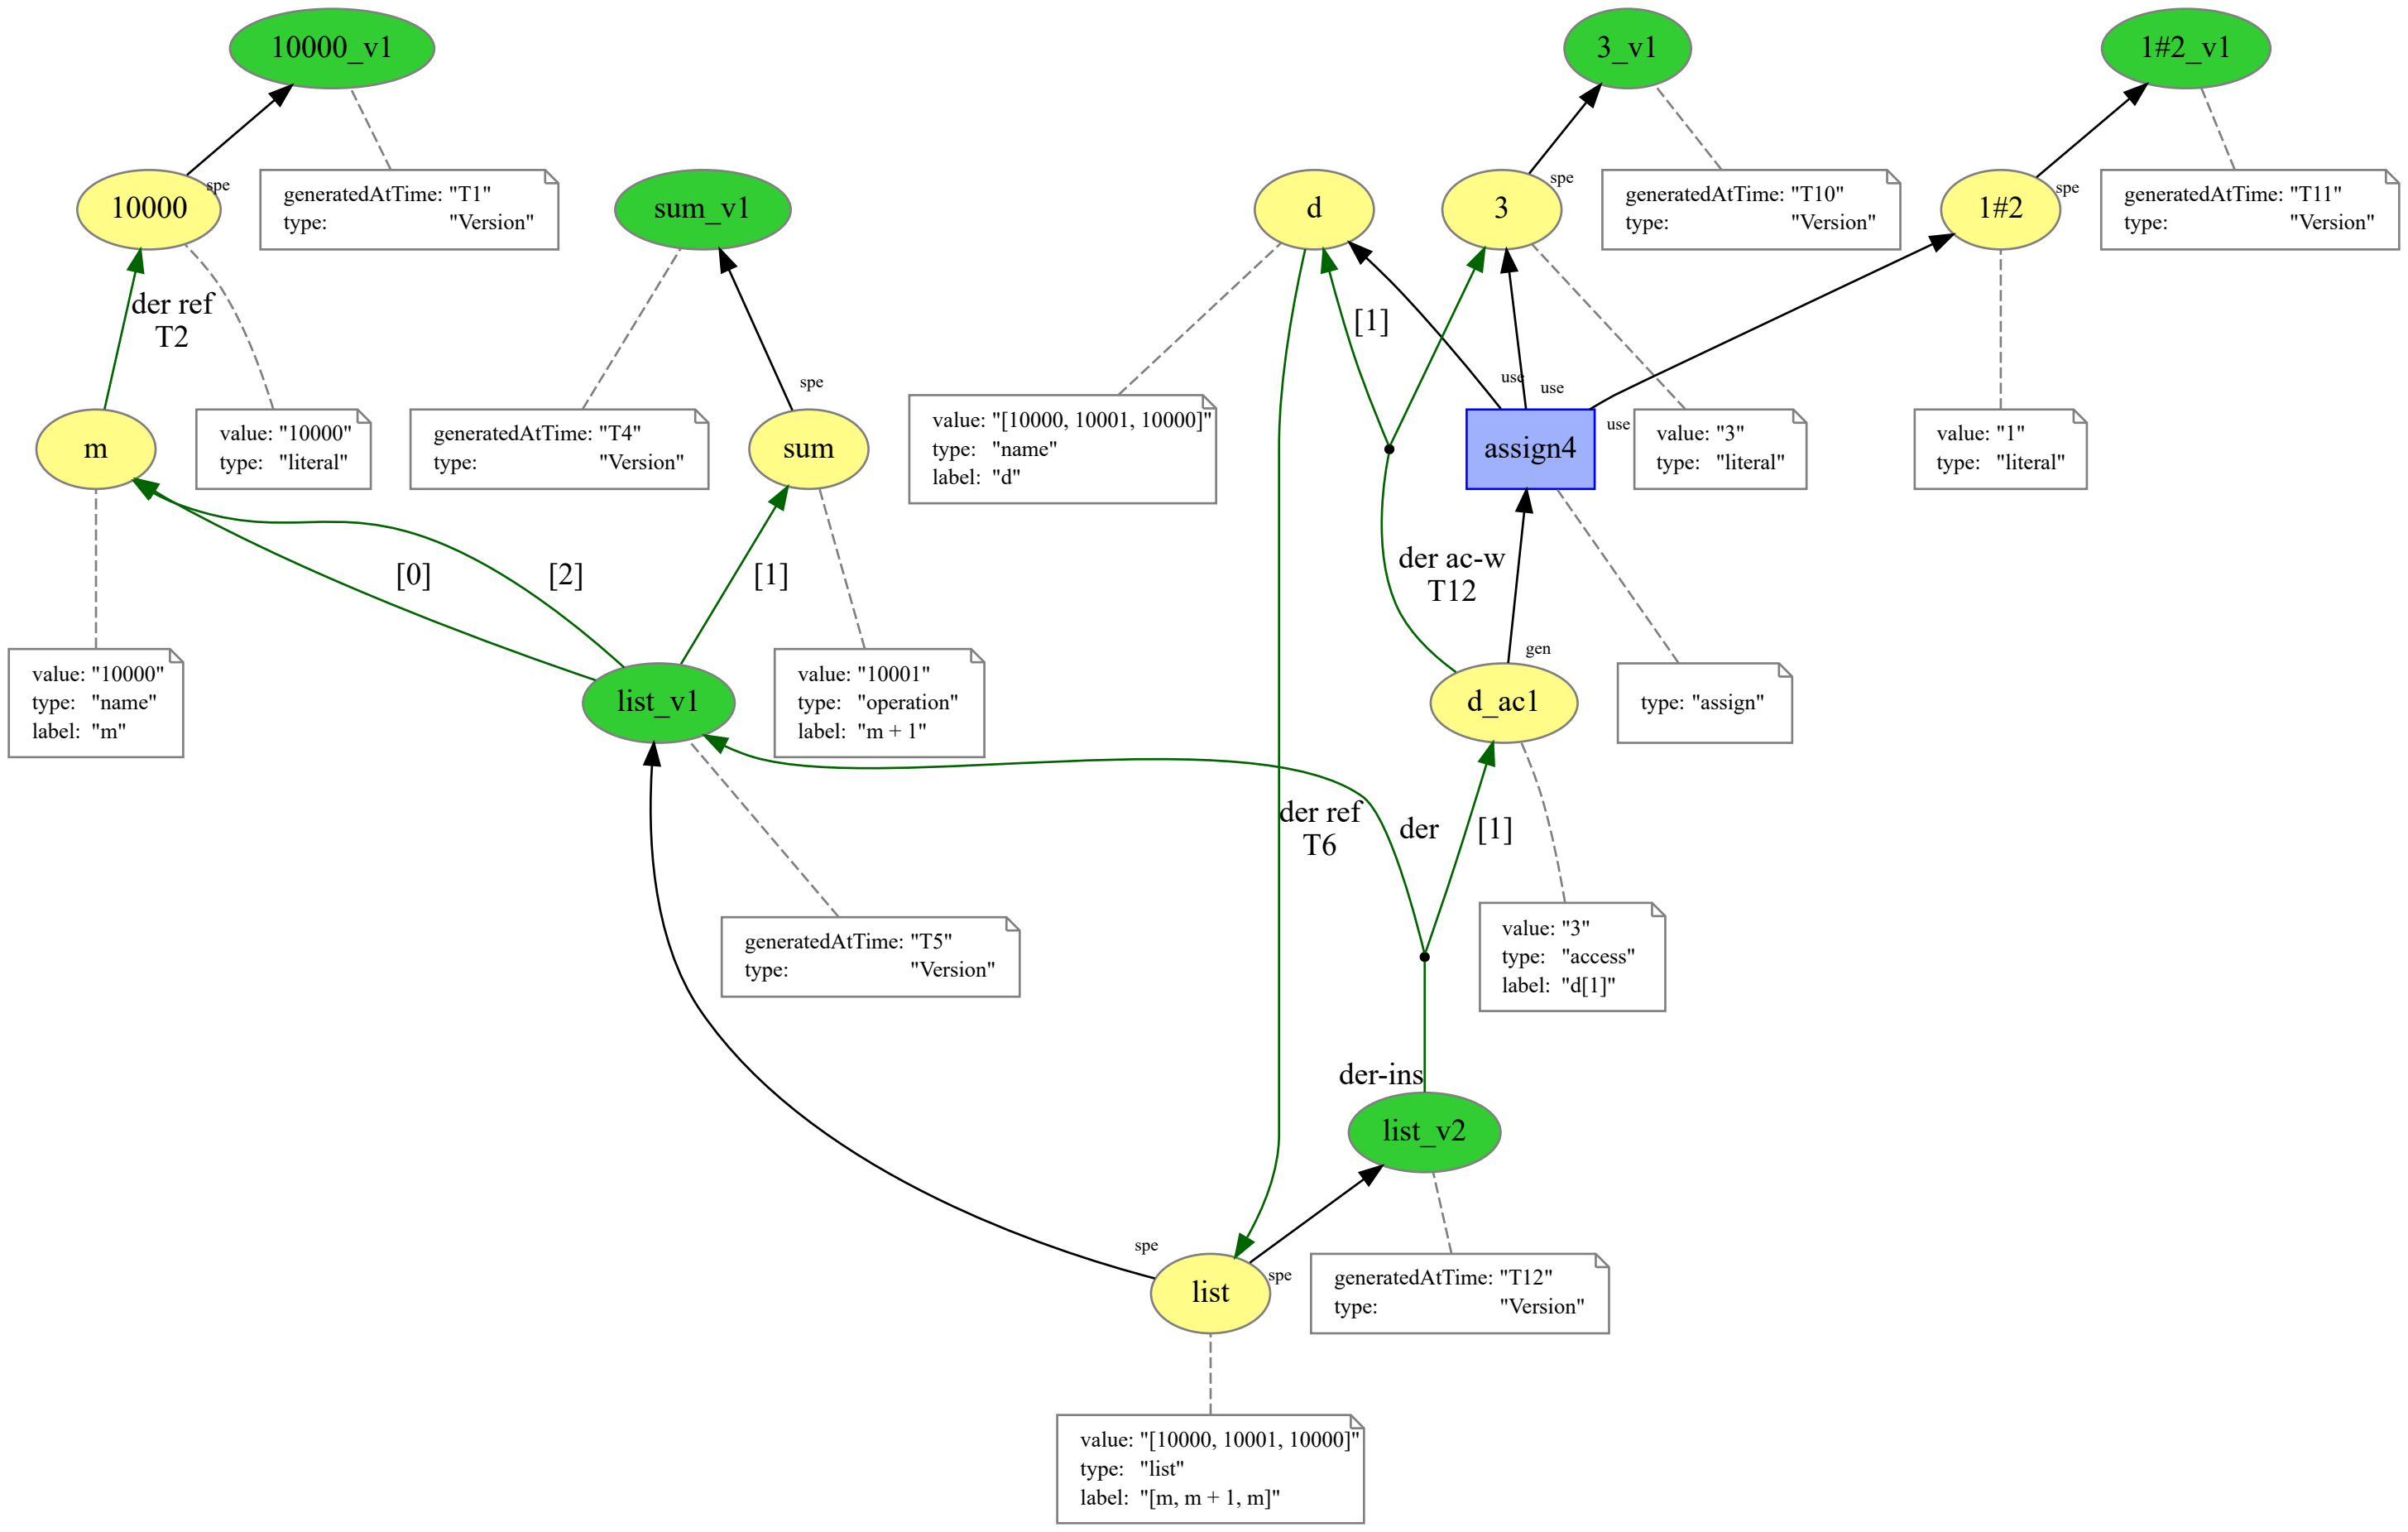 10000_v1
3_v1
1#2_v1
10000
spe
generatedAtTime: "T1"
type: "Version"
sum_v1
d
3
spe
generatedAtTime: "T10"
type: "Version"
1#2
spe
generatedAtTime: "T11"
type: "Version"
der ref
T2
[1]
spe
use
use
use
m
value: "10000"
type: "literal"
generatedAtTime: "T4"
type: "Version"
sum
value: "[10000, 10001, 10000]"
type: "name"
label: "d"
assign4
value: "3"
type: "literal"
value: "1"
type: "literal"
[0]
[2]
[1]
der ac-w
T12
gen
value: "10000"
type: "name"
label: "m"
list_v1
value: "10001"
type: "operation"
label: "m + 1"
d_ac1
type: "assign"
der ref
T6
der
[1]
generatedAtTime: "T5"
type: "Version"
value: "3"
type: "access"
label: "d[1]"
der-ins
list_v2
spe
spe
list
generatedAtTime: "T12"
type: "Version"
value: "[10000, 10001, 10000]"
type: "list"
label: "[m, m + 1, m]"